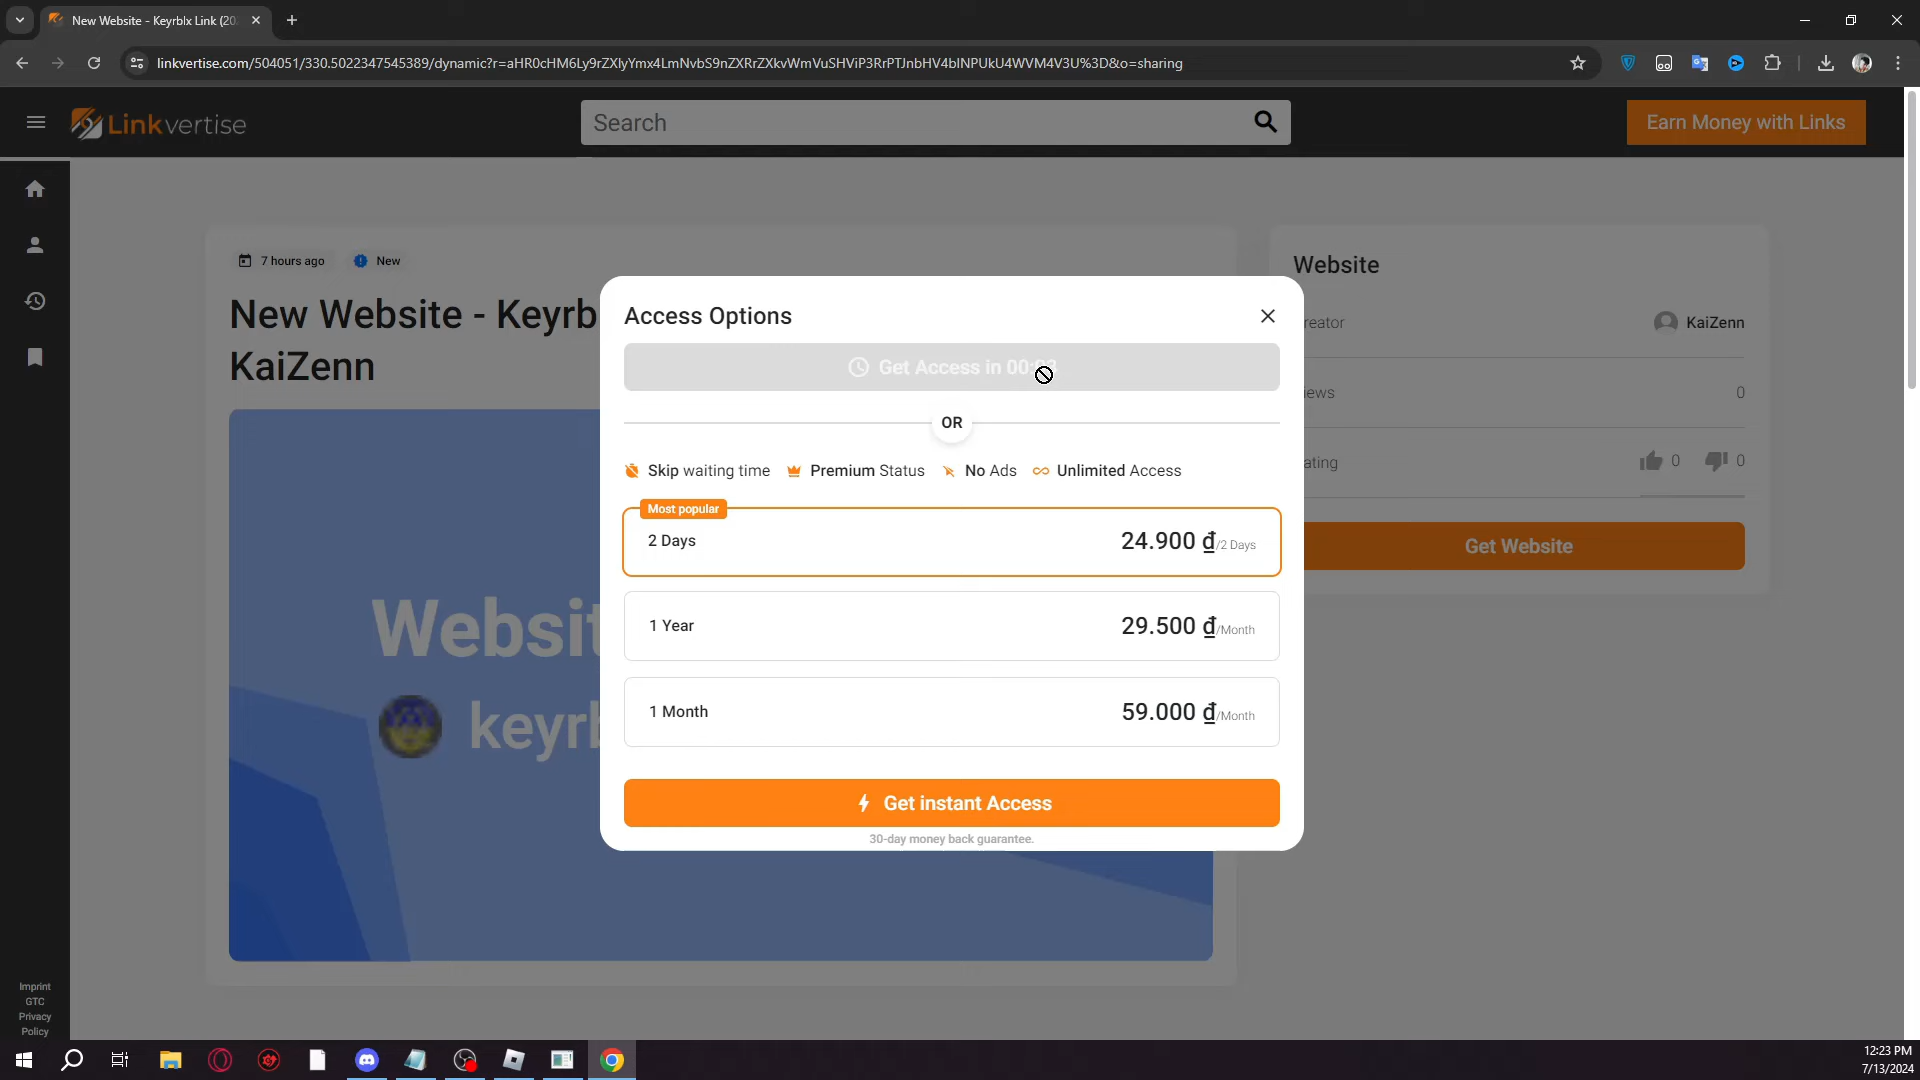 New Website - Keyrblx Link (20
linkvertise.com/504051/330.5022347545389/dynamic?r=aHR0cHM6Ly9rZXlyYmx4LmNvbS9nZXRrZXkvWmVuSHViP3RrPTJnbHV4blNPUkU4WVM4V3U%3D&o=sharing
Linkvertise
Search
Earn Money with Links
7 hours ago
New
New Website - Keyrb
KaiZenn
Websit
keyrb
Website
reator
KaiZenn
iews
0
ating
0
0
Get Website
Access Options
Get Access in 00:
OR
Skip waiting time
Premium Status
No Ads
Unlimited Access
Most popular
2 Days
24.900 ₫/2 Days
1 Year
29.500 ₫/Month
1 Month
59.000 ₫/Month
Get instant Access
30-day money back guarantee.
Imprint
GTC
Privacy
Policy
12:23 PM
7/13/2024